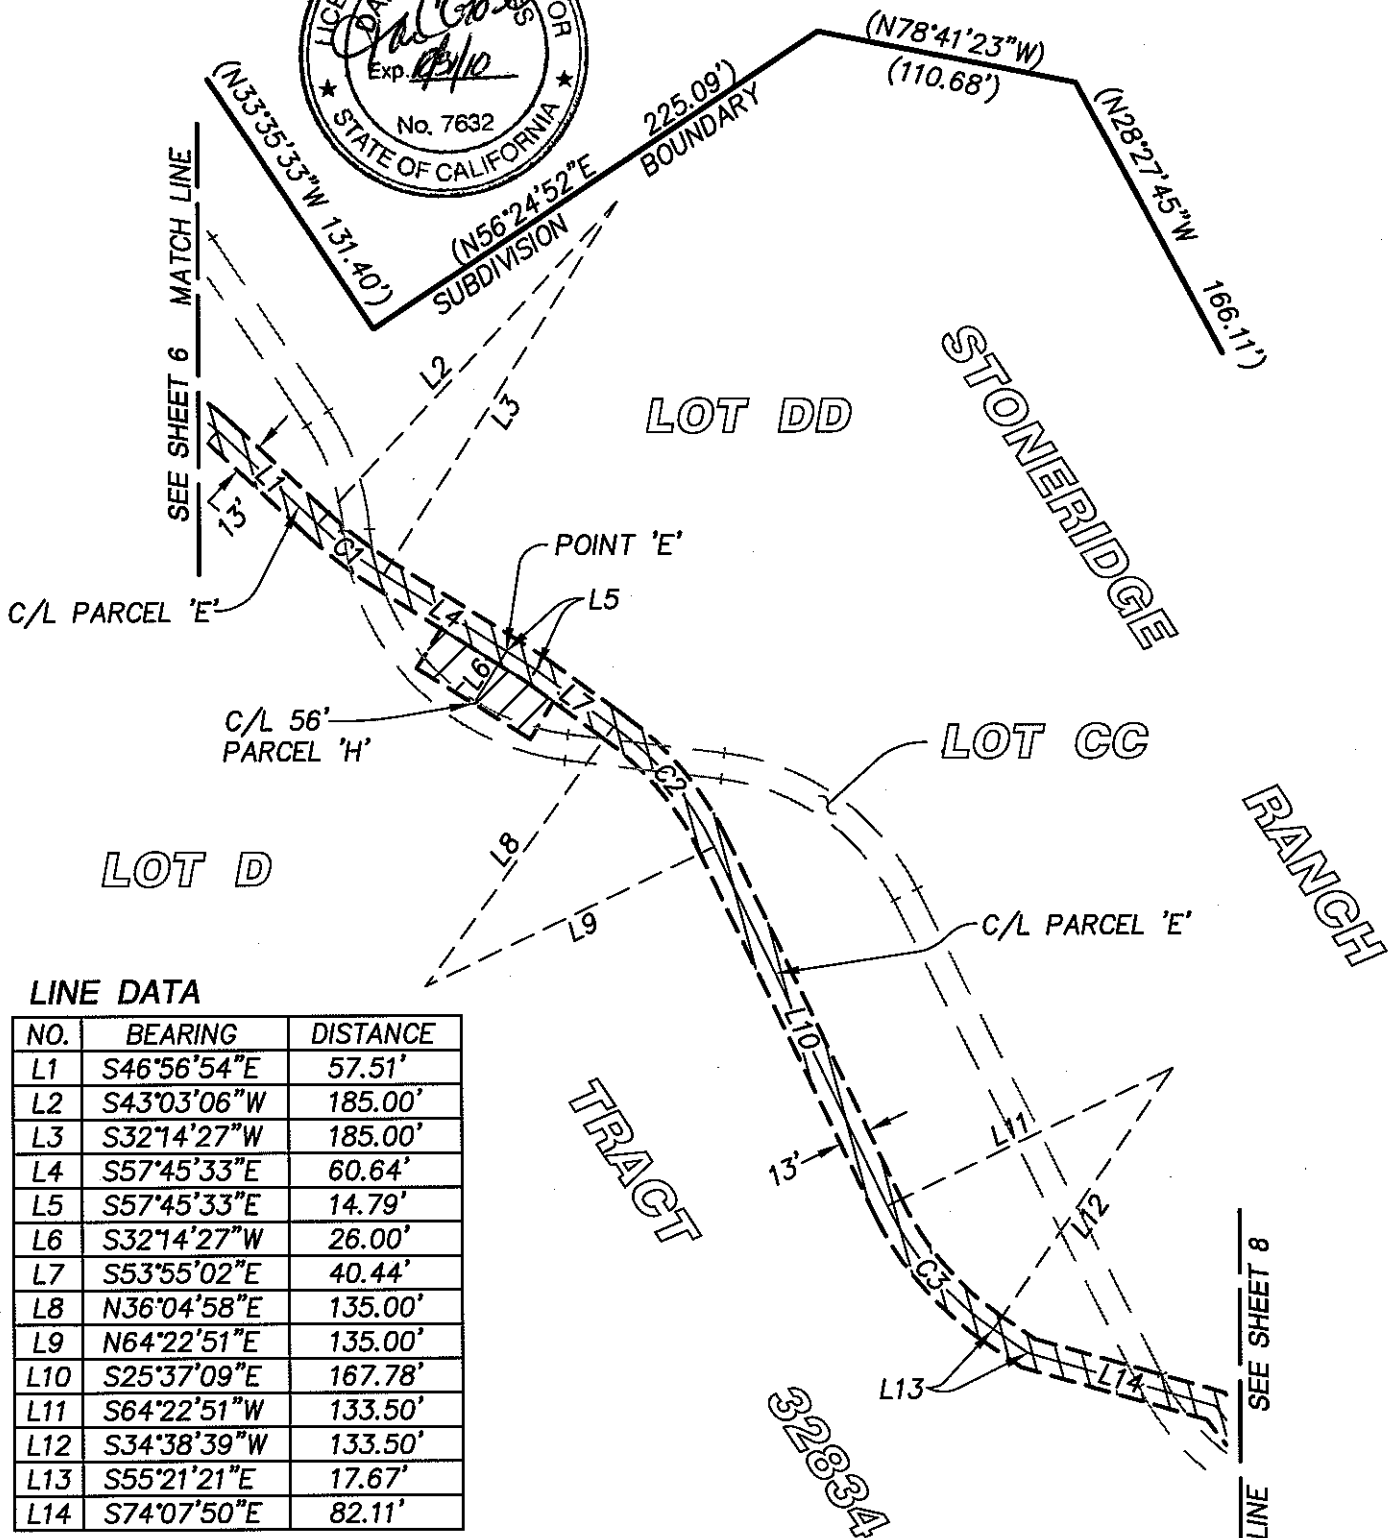 OR
Exp. 
No. 7632
★ STATE OF CALIFORNIA ★
(N33°35'33"W 131.40')
(N56°24'52"E 225.09')
SUBDIVISION BOUNDARY
(N78°41'23"W)
(110.68')
(N28°27'45"W 166.11')
SEE SHEET 6 MATCH LINE
L2
L3
LOT DD
STONERIDGE
L1
13'
C1
POINT 'E'
L5
C/L PARCEL 'E'
L4
L6
L7
C/L 56'
PARCEL 'H'
LOT CC
C2
RANCH
L8
LOT D
L9
C/L PARCEL 'E'
L10
TRACT
L11
13'
L12
C3
L13
L14
SEE SHEET 8
LINE
32834
LINE DATA
NO. BEARING DISTANCE
L1 S46°56'54"E 57.51'
L2 S43°03'06"W 185.00'
L3 S32°14'27"W 185.00'
L4 S57°45'33"E 60.64'
L5 S57°45'33"E 14.79'
L6 S32°14'27"W 26.00'
L7 S53°55'02"E 40.44'
L8 N36°04'58"E 135.00'
L9 N64°22'51"E 135.00'
L10 S25°37'09"E 167.78'
L11 S64°22'51"W 133.50'
L12 S34°38'39"W 133.50'
L13 S55°21'21"E 17.67'
L14 S74°07'50"E 82.11'